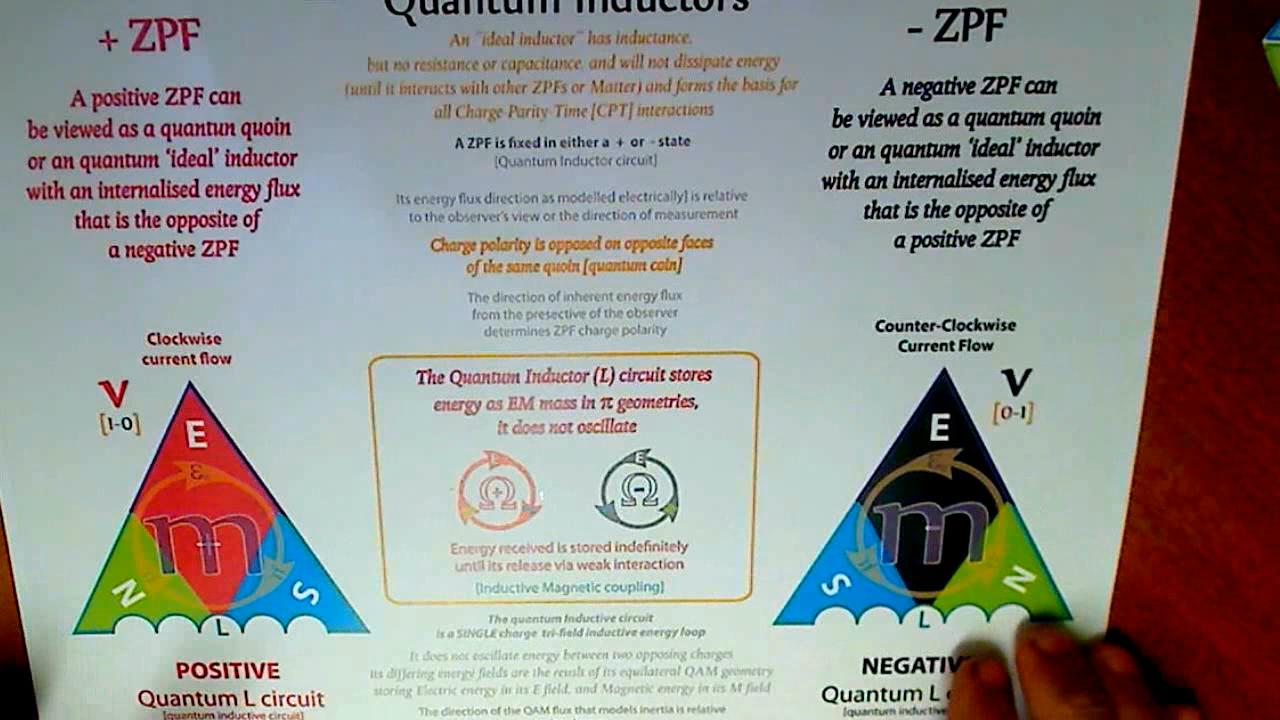 Quantum Inductors
+ ZPF
A positive ZPF can
be viewed as a quantun quoin
or an quantum ‘ideal’ inductor
with an internalised energy flux
that is the opposite of
a negative ZPF
An "ideal inductor" has inductance,
but no resistance or capacitance, and will not dissipate energy
(until it interacts with other ZPFs or Matter) and forms the basis for
all Charge-Parity-Time [CPT] interactions
A ZPF is fixed in either a + or - state
[Quantum Inductor circuit]
Its energy flux direction as modelled electrically] is relative
to the observer's view or the direction of measurement
Charge polarity is opposed on opposite faces
of the same quoin [quantum coin]
The direction of inherent energy flux
from the presective of the observer
determines ZPF charge polarity
- ZPF
A negative ZPF can
be viewed as a quantum quoin
or an quantum ‘ideal’ inductor
with an internalised energy flux
that is the opposite of
a positive ZPF
Clockwise
current flow
V
[1-0]
E
ε
m
+
N
S
L
POSITIVE
Quantum L circuit
[quantum inductive circuit]
The Quantum Inductor (L) circuit stores
energy as EM mass in π geometries,
it does not oscillate
E
Ω
+
E
Ω
-
Energy received is stored indefinitely
until its release via weak interaction
[Inductive Magnetic coupling]
The quantum Inductive circuit
is a SINGLE charge tri-field inductive energy loop
It does not oscillate energy between two opposing charges
Its differing energy fields are the reuslt of its equilateral QAM geometry
storing Electric energy in its E field, and Magnetic energy in its M field
The direction of the QAM flux that models inertia is relative
Counter-Clockwise
Current Flow
V
[0-1]
E
ε
m
-
S
N
L
NEGATIV
Quantum L
[quantum inductive